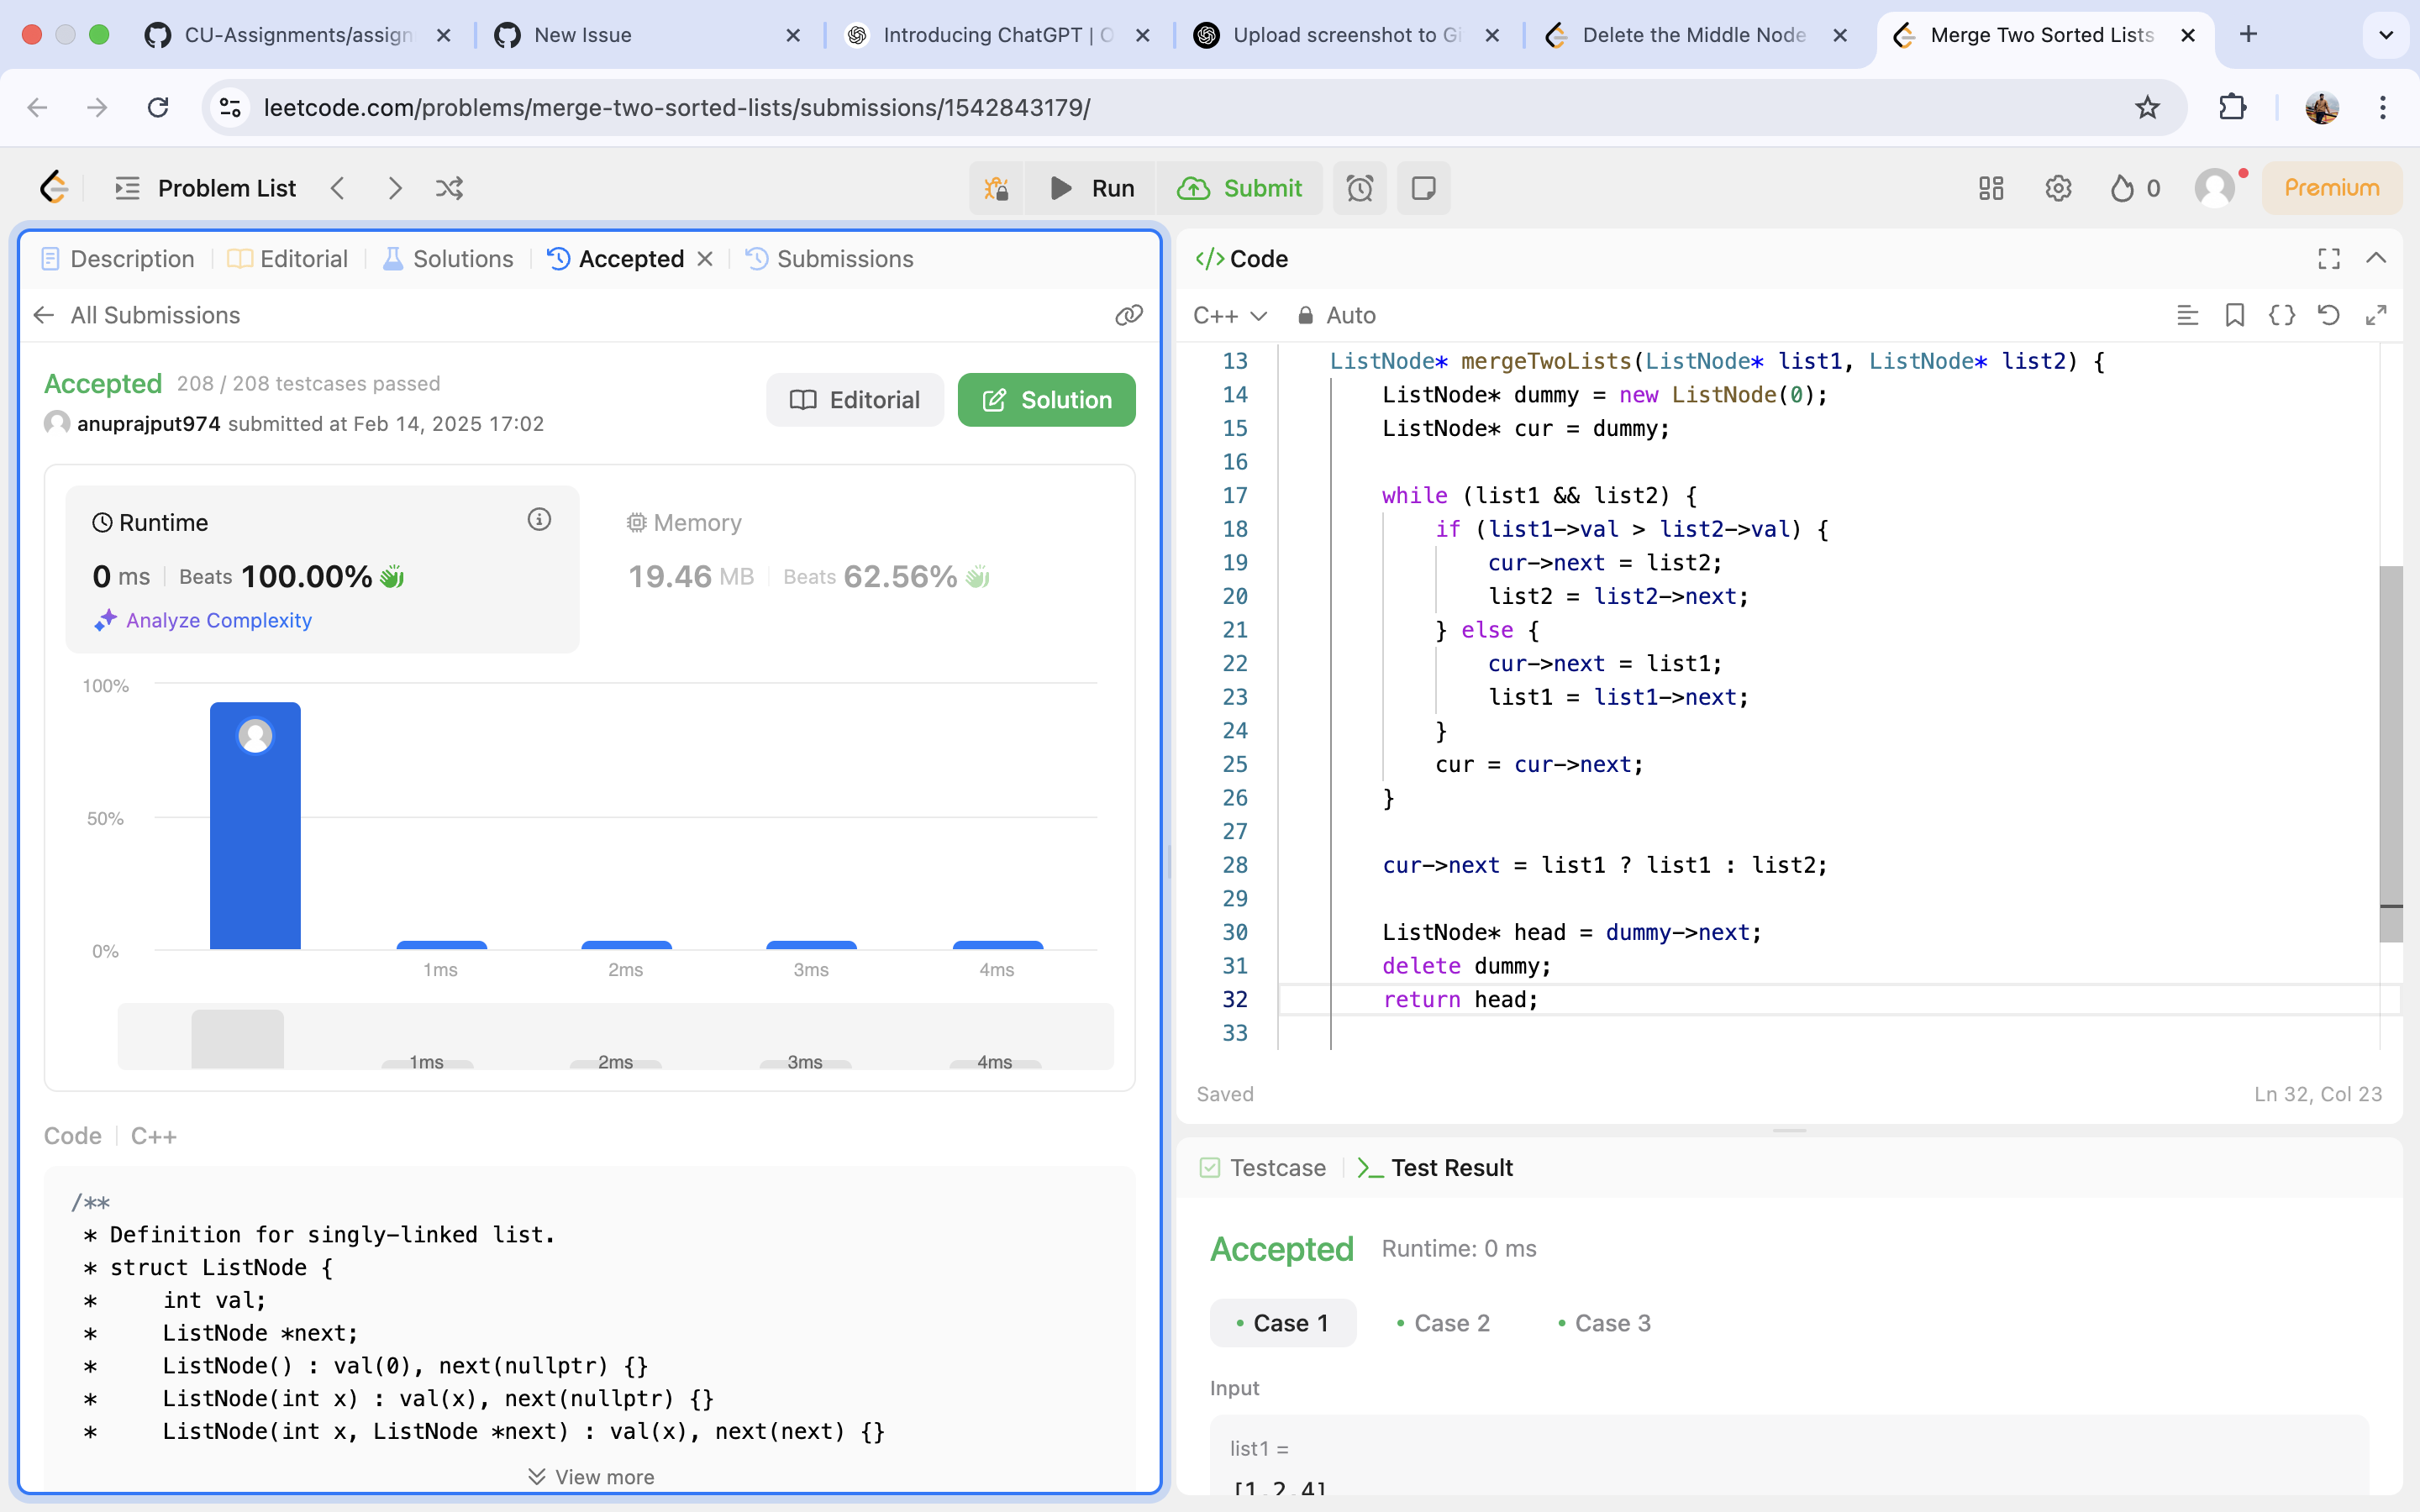 CU-Assignments/assign
New Issue
Introducing ChatGPT | O
Upload screenshot to Gi
Delete the Middle Node
Merge Two Sorted Lists
leetcode.com/problems/merge-two-sorted-lists/submissions/1542843179/
Problem List
Run
Submit
0
Premium
Description
Editorial
Solutions
Accepted
Submissions
All Submissions
Accepted 208 / 208 testcases passed
anuprajput974 submitted at Feb 14, 2025 17:02
Editorial
Solution
Runtime
0 ms Beats 100.00%
Analyze Complexity
Memory
19.46 MB Beats 62.56%
100%
50%
0%
1ms 2ms 3ms 4ms
1ms 2ms 3ms 4ms
Code C++
/**
* Definition for singly-linked list.
* struct ListNode {
*     int val;
*     ListNode *next;
*     ListNode() : val(0), next(nullptr) {}
*     ListNode(int x) : val(x), next(nullptr) {}
*     ListNode(int x, ListNode *next) : val(x), next(next) {}
View more
</> Code
C++ Auto
13     ListNode* mergeTwoLists(ListNode* list1, ListNode* list2) {
14         ListNode* dummy = new ListNode(0);
15         ListNode* cur = dummy;
16
17         while (list1 && list2) {
18             if (list1->val > list2->val) {
19                 cur->next = list2;
20                 list2 = list2->next;
21             } else {
22                 cur->next = list1;
23                 list1 = list1->next;
24             }
25             cur = cur->next;
26         }
27
28         cur->next = list1 ? list1 : list2;
29
30         ListNode* head = dummy->next;
31         delete dummy;
32         return head;
33
Saved
Ln 32, Col 23
Testcase
Test Result
Accepted Runtime: 0 ms
Case 1
Case 2
Case 3
Input
list1 =
[1,2,4]